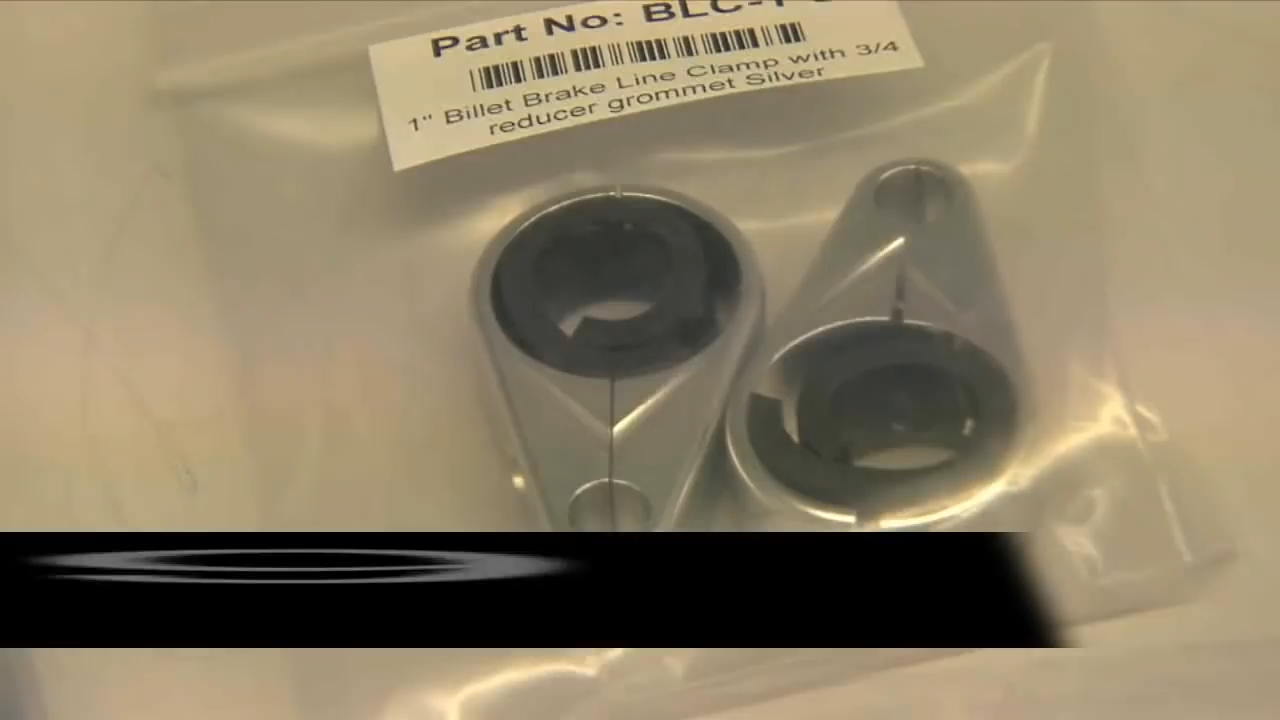 Part No: BLC-
1" Billet Brake Line Clamp with 3/4
reducer grommet Silver